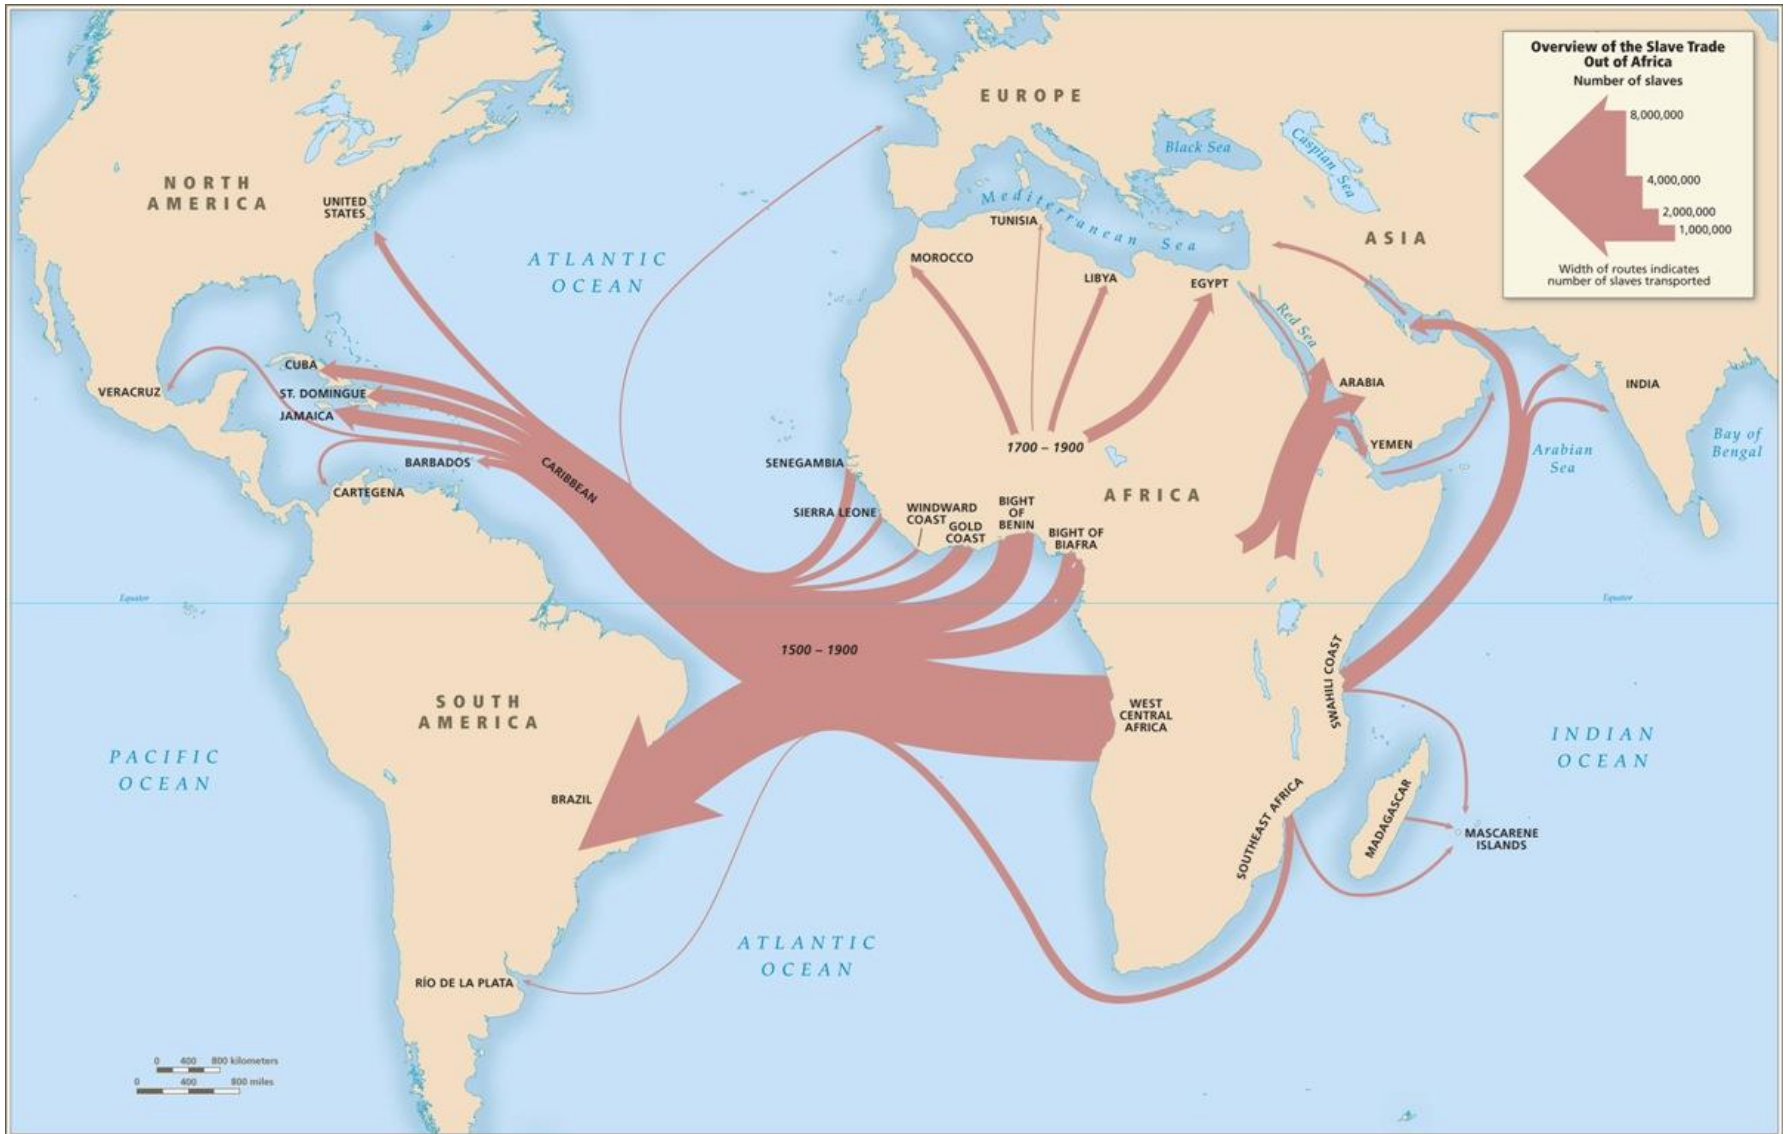 Overview of the Slave Trade
Out of Africa
Number of slaves
8,000,000
4,000,000
2,000,000
1,000,000
Width of routes indicates
number of slaves transported
EUROPE
Black Sea
Caspian Sea
NORTH
AMERICA
UNITED
STATES
Mediterranean Sea
TUNISIA
ASIA
ATLANTIC
OCEAN
MOROCCO
LIBYA
EGYPT
Red Sea
CUBA
VERACRUZ
ST. DOMINGUE
JAMAICA
ARABIA
INDIA
1700 – 1900
YEMEN
Arabian
Sea
Bay of
Bengal
BARBADOS
CARIBBEAN
SENEGAMBIA
CARTEGENA
AFRICA
SIERRA LEONE
WINDWARD
COAST
GOLD
COAST
BIGHT
OF
BENIN
BIGHT OF
BIAFRA
Equator
Equator
1500 – 1900
SWAHILI COAST
SOUTH
AMERICA
WEST
CENTRAL
AFRICA
INDIAN
OCEAN
PACIFIC
OCEAN
BRAZIL
SOUTHEAST AFRICA
MADAGASCAR
MASCARENE
ISLANDS
ATLANTIC
OCEAN
RÍO DE LA PLATA
0 400 800 kilometers
0 400 800 miles